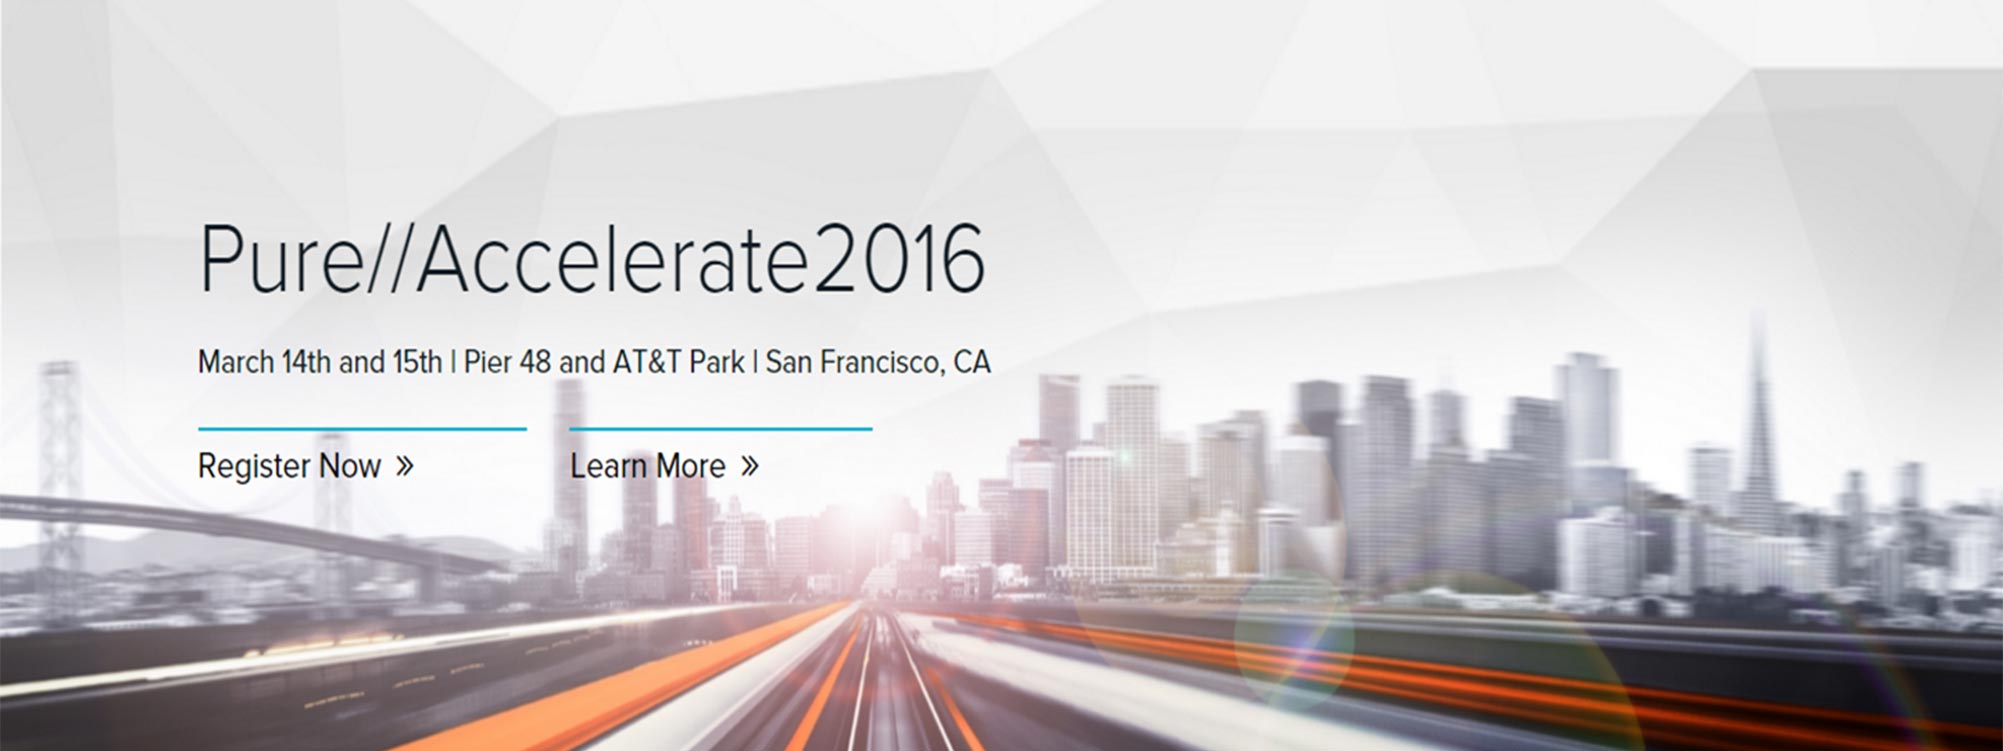 Pure//Accelerate2016
March 14th and 15th | Pier 48 and AT&T Park | San Francisco, CA
Register Now »
Learn More »